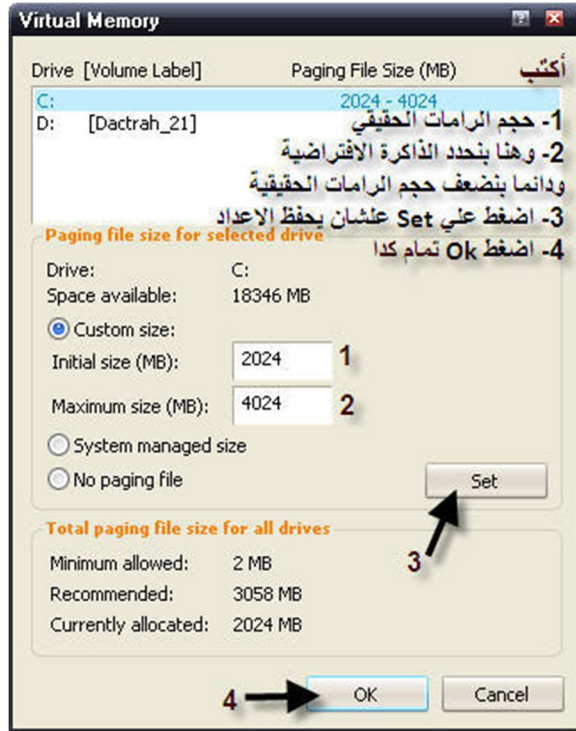 Virtual Memory
Drive [Volume Label] Paging File Size (MB)
أكتب
C: 2024 - 4024
D: [Dactrah_21]
1- حجم الرامات الحقيقي
2- وهنا بنحدد الذاكرة الافتراضية
ودائما بنضعف حجم الرامات الحقيقية
3- اضغط علي Set علشان يحفظ الاعداد
4- اضغط Ok تمام كدا
Paging file size for selected drive
Drive: C:
Space available: 18346 MB
Custom size:
Initial size (MB): 2024 1
Maximum size (MB): 4024 2
System managed size
No paging file
Set
3
Total paging file size for all drives
Minimum allowed: 2 MB
Recommended: 3058 MB
Currently allocated: 2024 MB
4 OK Cancel